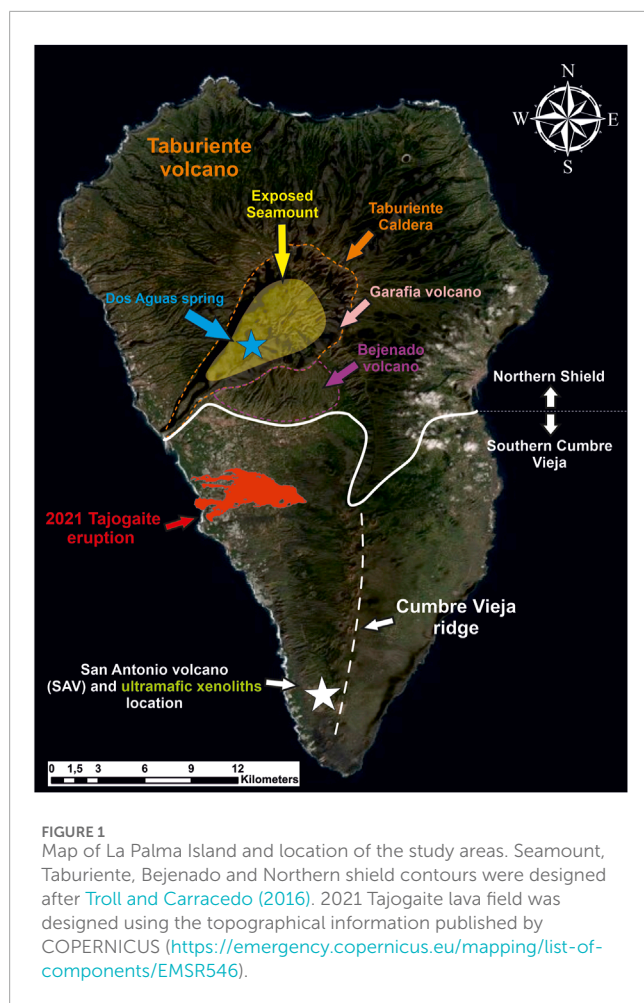 N
W
E
S
Taburiente
volcano
Exposed
Seamount
Taburiente
Caldera
Dos Aguas spring
Garafia volcano
Bejenado
volcano
Northern Shield
Southern Cumbre
Vieja
2021 Tajogaite
eruption
Cumbre Vieja
ridge
San Antonio volcano
(SAV) and ultramafic xenoliths
location
0 1,5 3 6 9 12
Kilometers
FIGURE 1
Map of La Palma Island and location of the study areas. Seamount,
Taburiente, Bejenado and Northern shield contours were designed
after Troll and Carracedo (2016). 2021 Tajogaite lava field was
designed using the topographical information published by
COPERNICUS (https://emergency.copernicus.eu/mapping/list-of-
components/EMSR546).